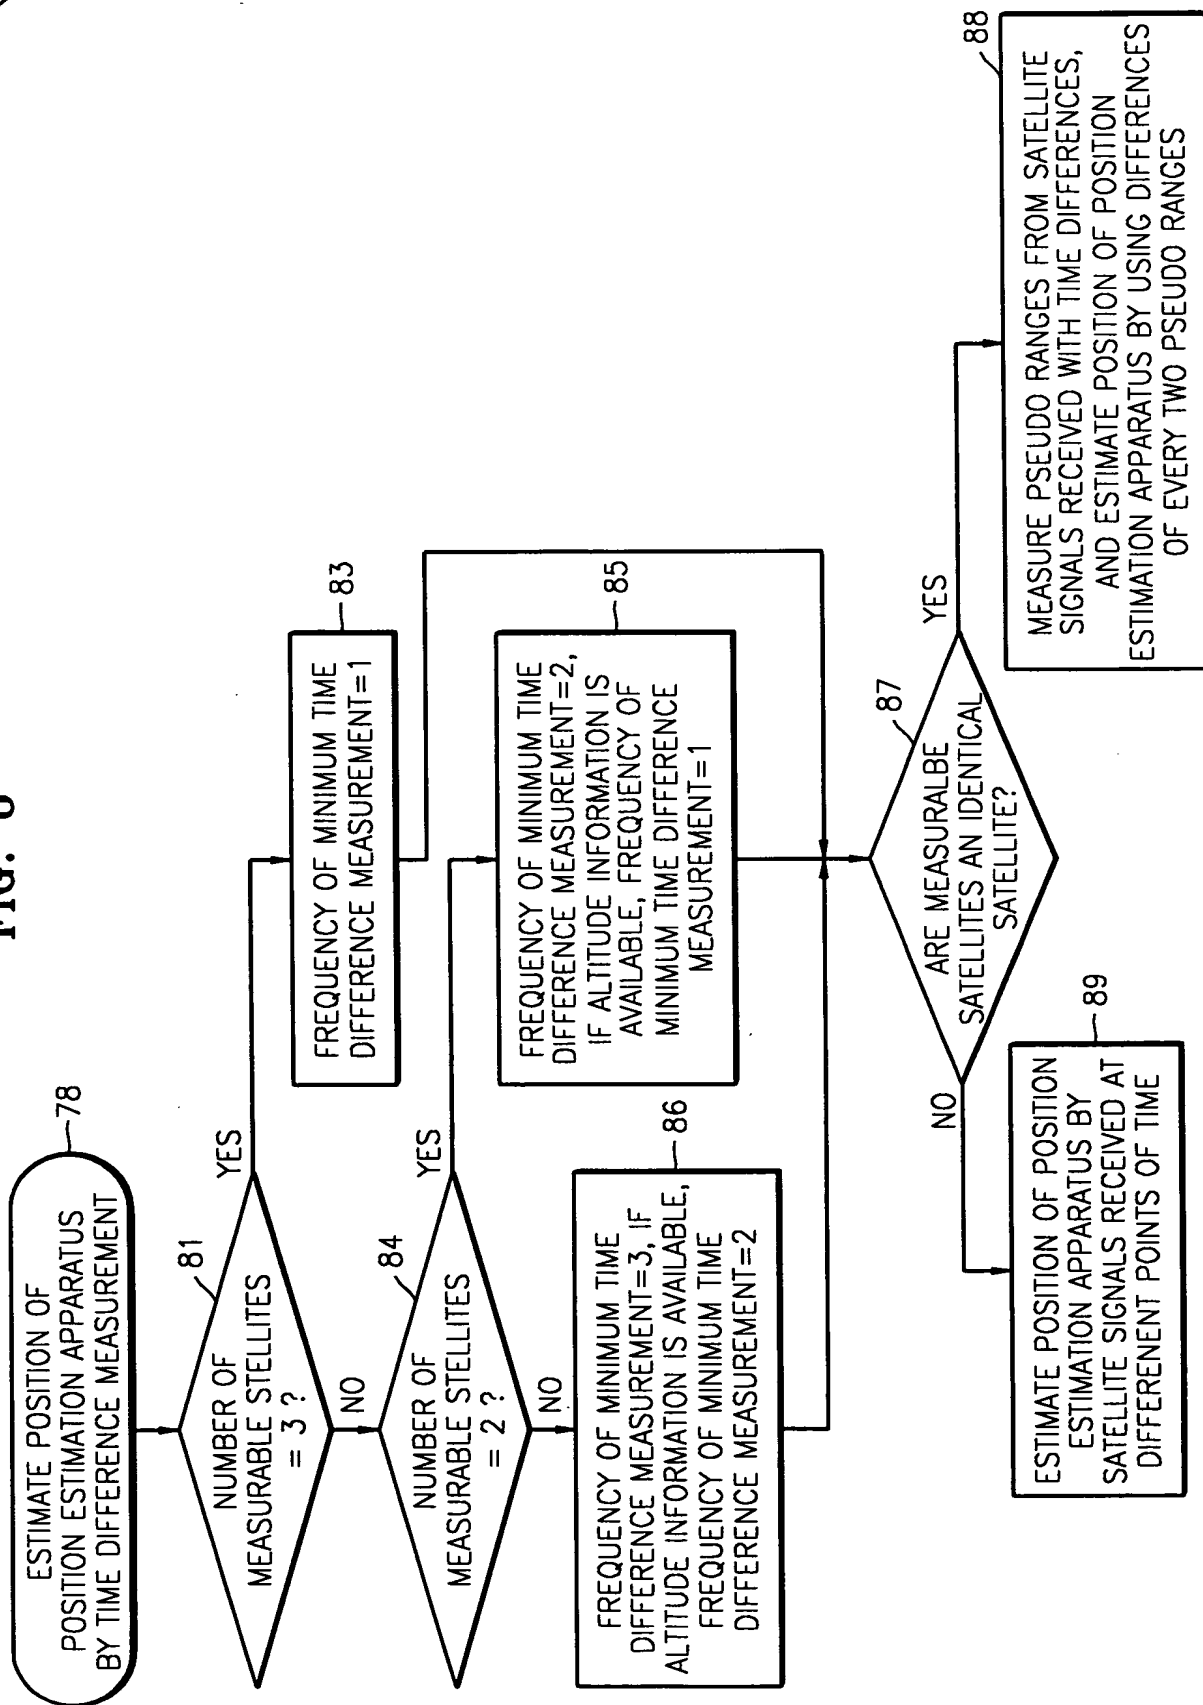 FIG. 8
ESTIMATE POSITION OF
POSITION ESTIMATION APPARATUS
BY TIME DIFFERENCE MEASUREMENT
78
NUMBER OF
MEASURABLE STELLITES
= 3 ?
81
YES
NO
FREQUENCY OF MINIMUM TIME
DIFFERENCE MEASUREMENT=1
83
NUMBER OF
MEASURABLE STELLITES
= 2 ?
84
YES
NO
FREQUENCY OF MINIMUM TIME
DIFFERENCE MEASUREMENT=2,
IF ALTITUDE INFORMATION IS
AVAILABLE, FREQUENCY OF
MINIMUM TIME DIFFERENCE
MEASUREMENT=1
85
FREQUENCY OF MINIMUM TIME
DIFFERENCE MEASUREMENT=3, IF
ALTITUDE INFORMATION IS AVAILABLE,
FREQUENCY OF MINIMUM TIME
DIFFERENCE MEASUREMENT=2
86
ARE MEASURALBE
SATELLITES AN IDENTICAL
SATELLITE?
87
YES
NO
MEASURE PSEUDO RANGES FROM SATELLITE
SIGNALS RECEIVED WITH TIME DIFFERENCES,
AND ESTIMATE POSITION OF POSITION
ESTIMATION APPARATUS BY USING DIFFERENCES
OF EVERY TWO PSEUDO RANGES
88
ESTIMATE POSITION OF POSITION
ESTIMATION APPARATUS BY
SATELLITE SIGNALS RECEIVED AT
DIFFERENT POINTS OF TIME
89